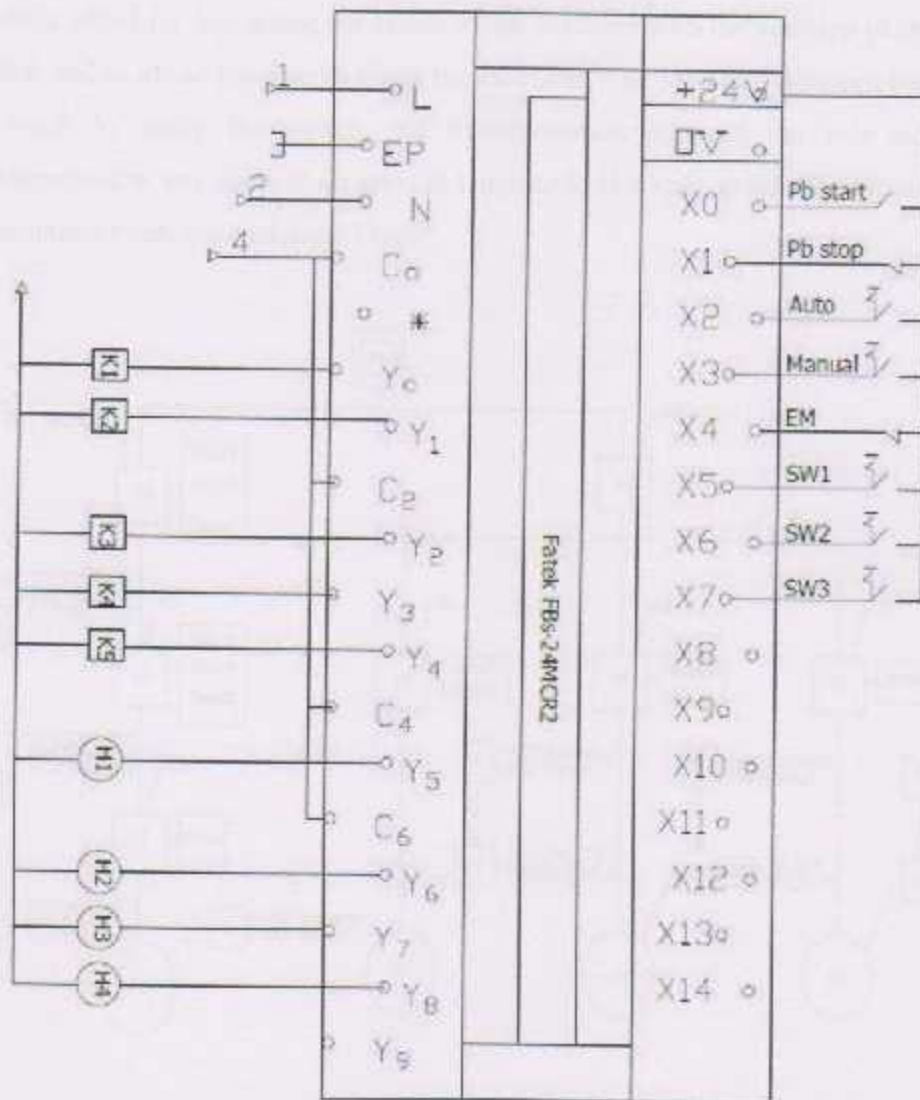 1
L
+24V
3
EP
0V
2
N
X0
Pb start
4
C0
X1
Pb stop
*
X2
Auto
K1
Y0
X3
Manual
K2
Y1
X4
EM
C2
X5
SW1
K3
Y2
X6
SW2
K4
Y3
X7
SW3
K5
Y4
X8
Fatek FBs-24MCR2
C4
X9
H1
Y5
X10
C6
X11
H2
Y6
X12
H3
Y7
X13
H4
Y8
X14
Y9